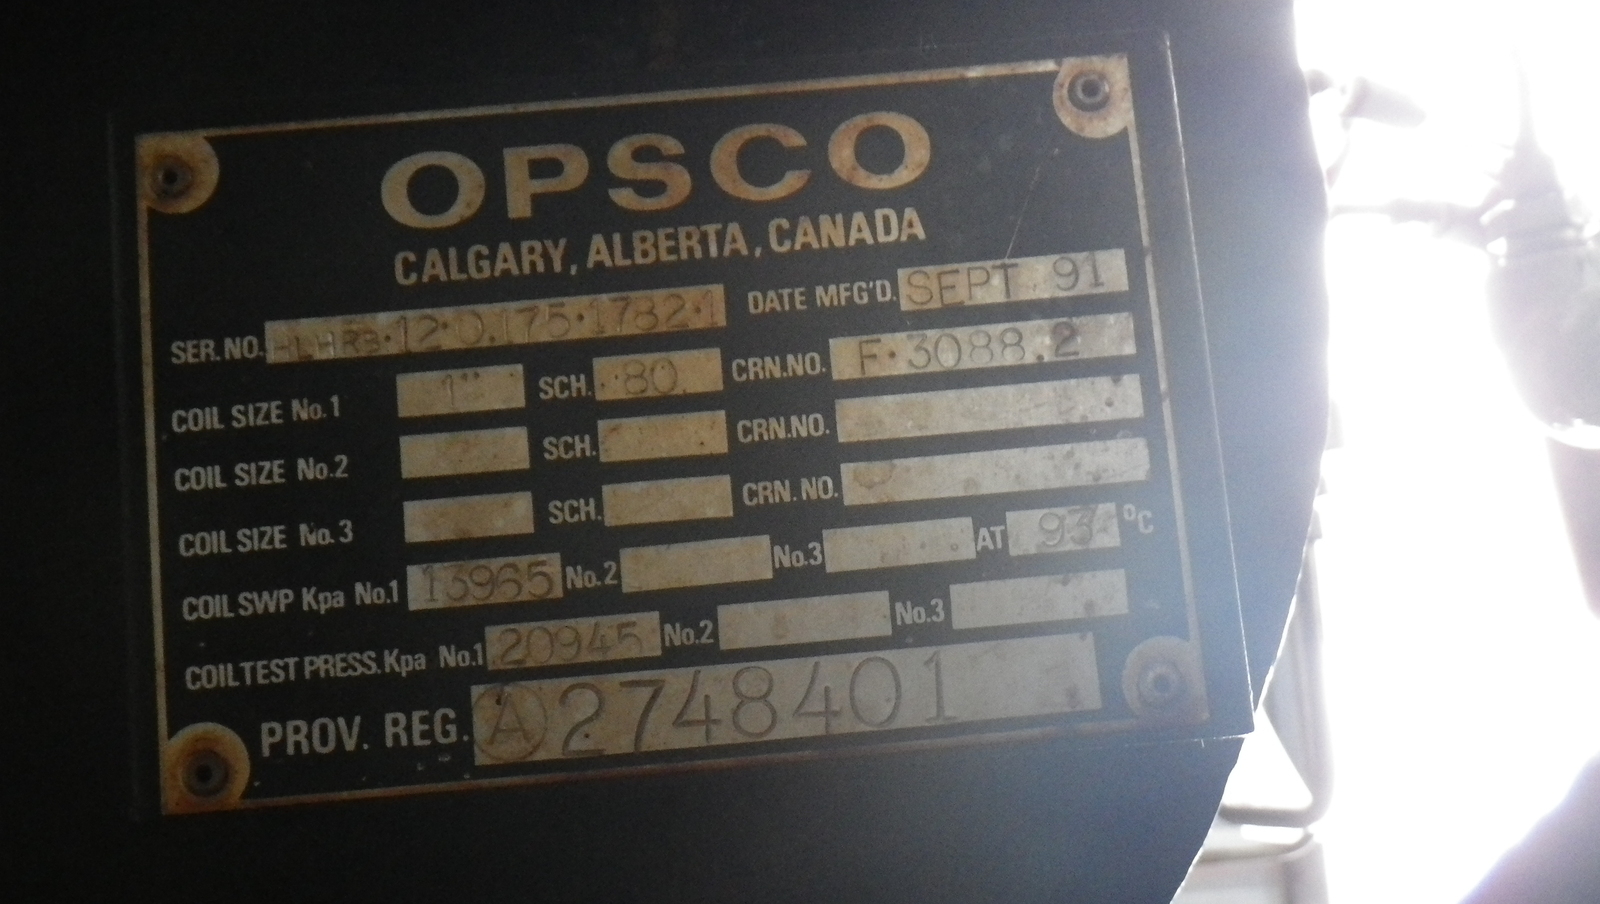 OPSCO
CALGARY, ALBERTA, CANADA
SER. NO. HLHRB·12·0.175·1782·1 DATE MFG'D. SEPT 91
COIL SIZE No.1 1" SCH. 80 CRN. NO. F·3088.2
COIL SIZE No.2 SCH. CRN. NO.
COIL SIZE No.3 SCH. CRN. NO.
COIL SWP Kpa No.1 13965 No.2 No.3 AT 93 °C
COIL TEST PRESS. Kpa No.1 20945 No.2 No.3
PROV. REG. A 2748401